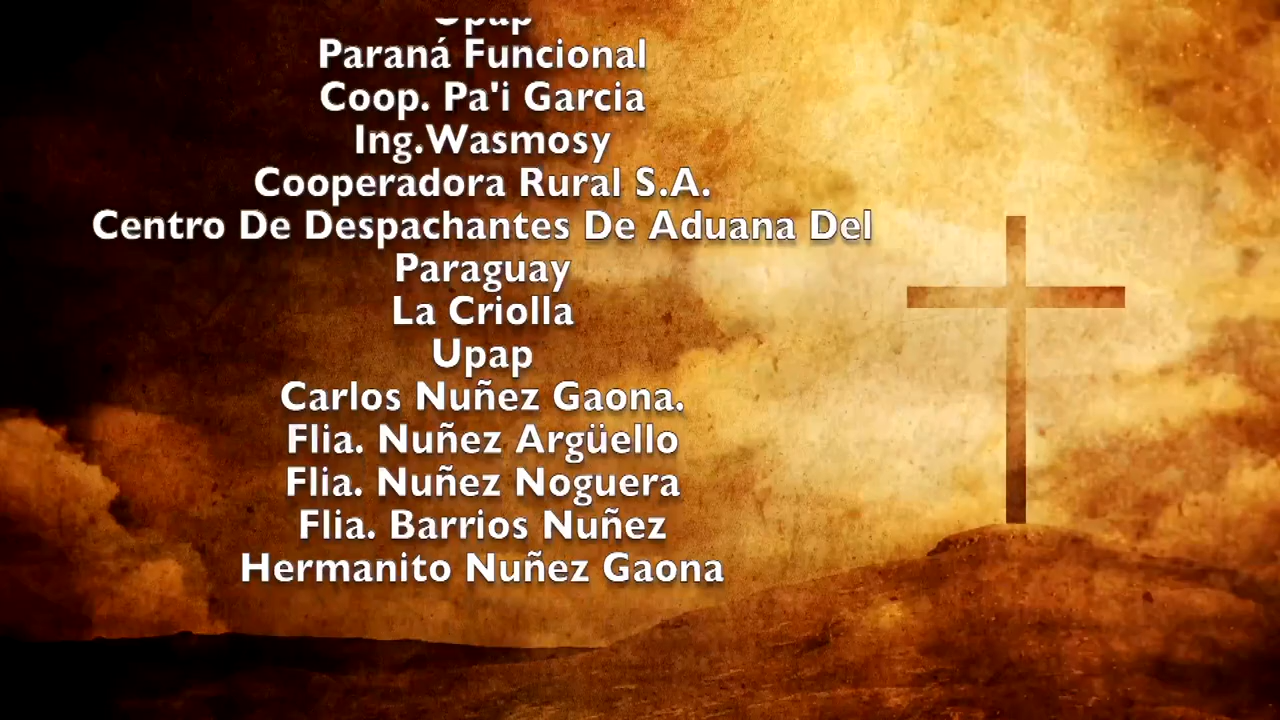 Upap
Paraná Funcional
Coop. Pa'i Garcia
Ing.Wasmosy
Cooperadora Rural S.A.
Centro De Despachantes De Aduana Del
Paraguay
La Criolla
Upap
Carlos Nuñez Gaona.
Flia. Nuñez Argüello
Flia. Nuñez Noguera
Flia. Barrios Nuñez
Hermanito Nuñez Gaona